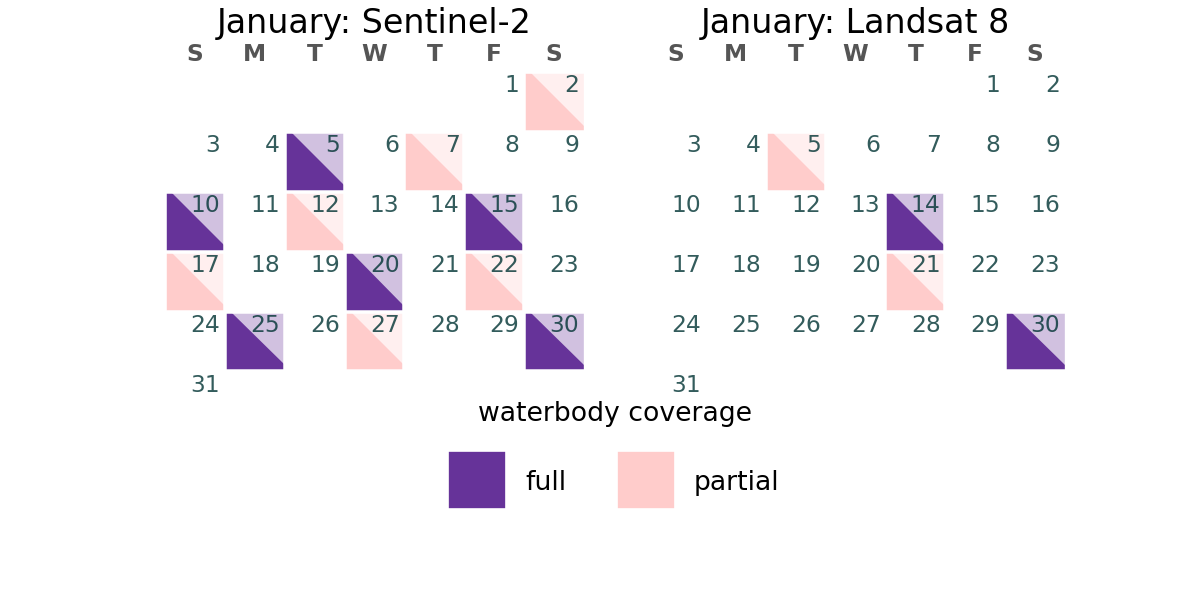 January: Sentinel-2
S M T W T F S
1 2
3 4 5 6 7 8 9
10 11 12 13 14 15 16
17 18 19 20 21 22 23
24 25 26 27 28 29 30
31
January: Landsat 8
S M T W T F S
1 2
3 4 5 6 7 8 9
10 11 12 13 14 15 16
17 18 19 20 21 22 23
24 25 26 27 28 29 30
31
waterbody coverage
full partial